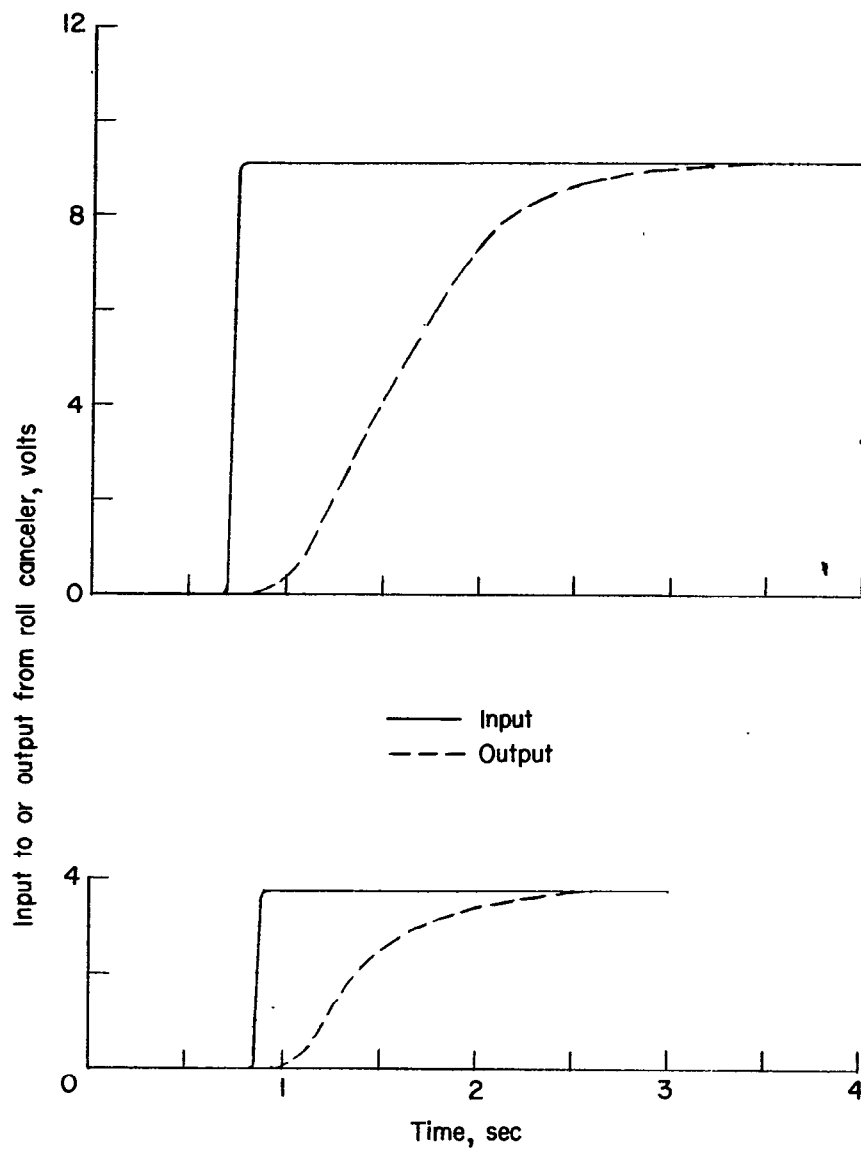 12
8
4
0
Input to or output from roll canceler, volts
Input
Output
4
0
1
2
3
4
Time, sec